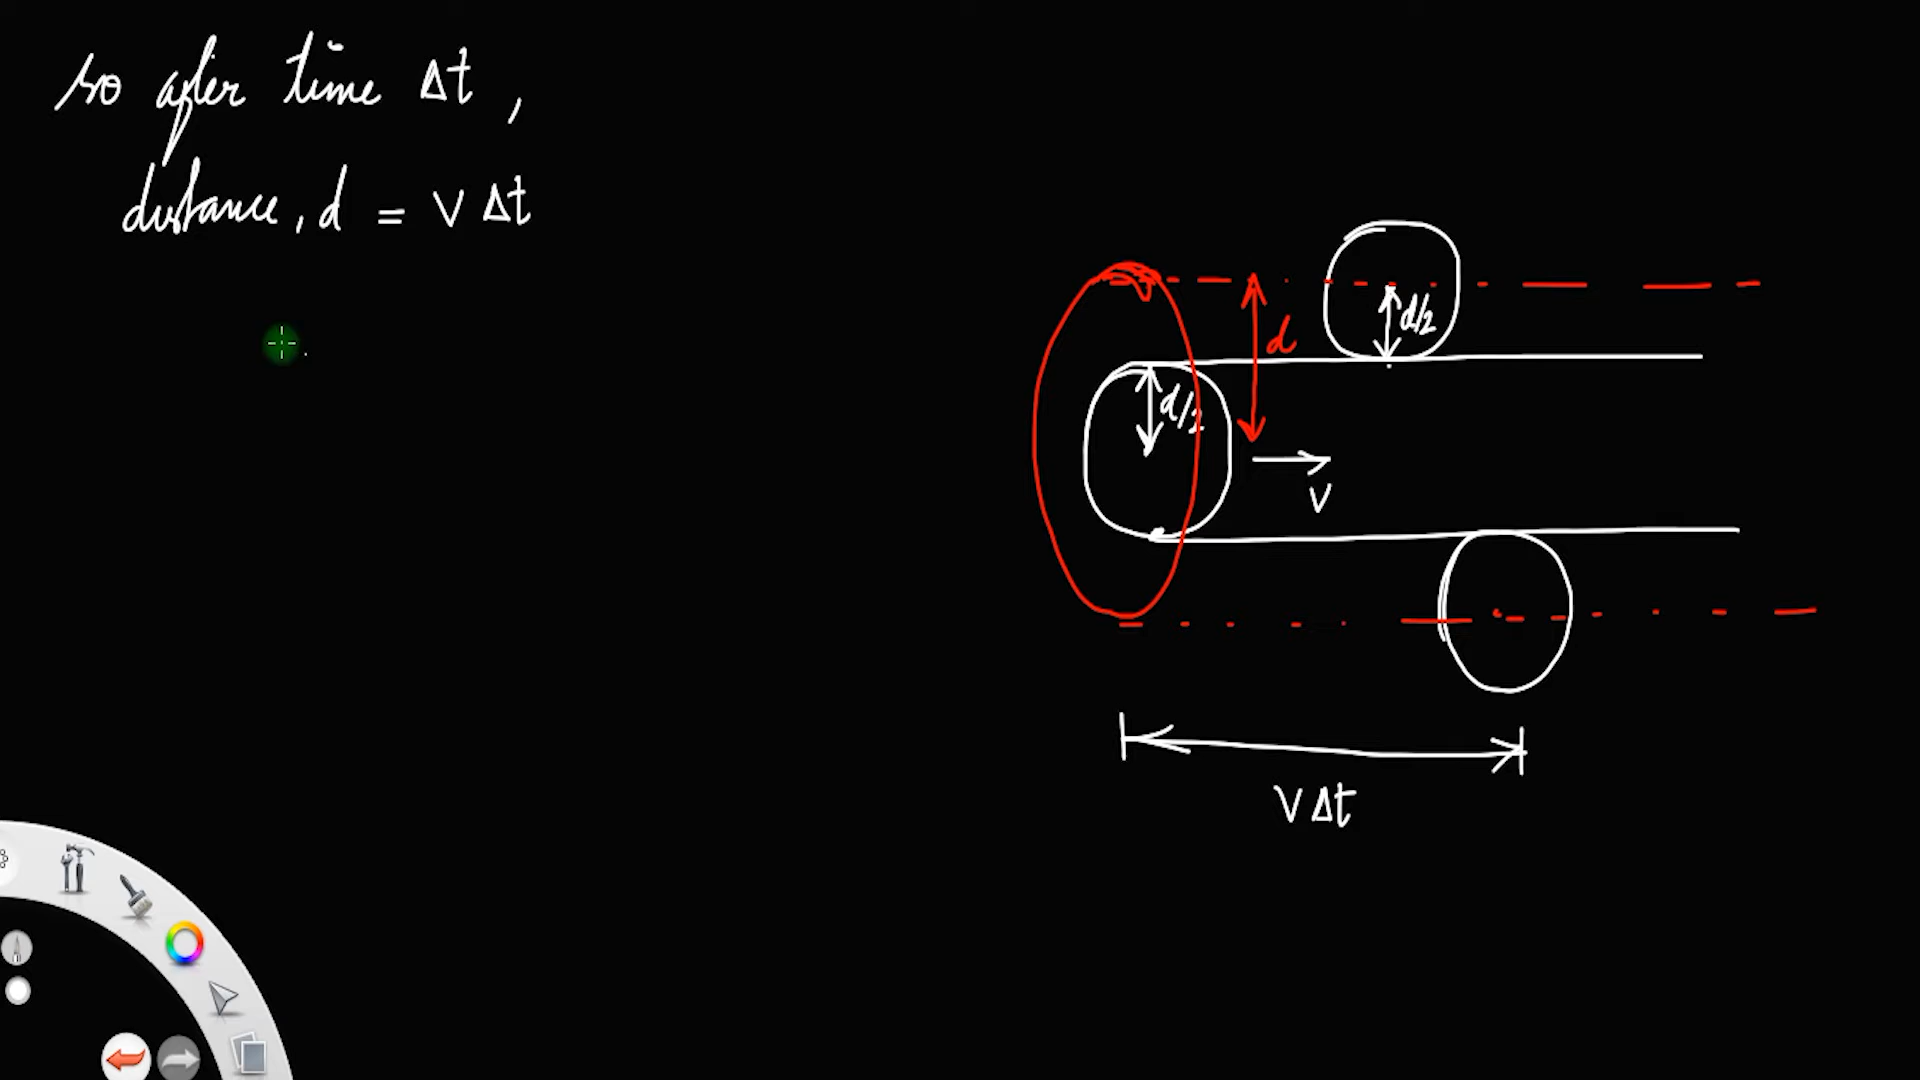 so after time Δt ,
distance, d = V Δt
d/2
d
d/2
V
V Δt